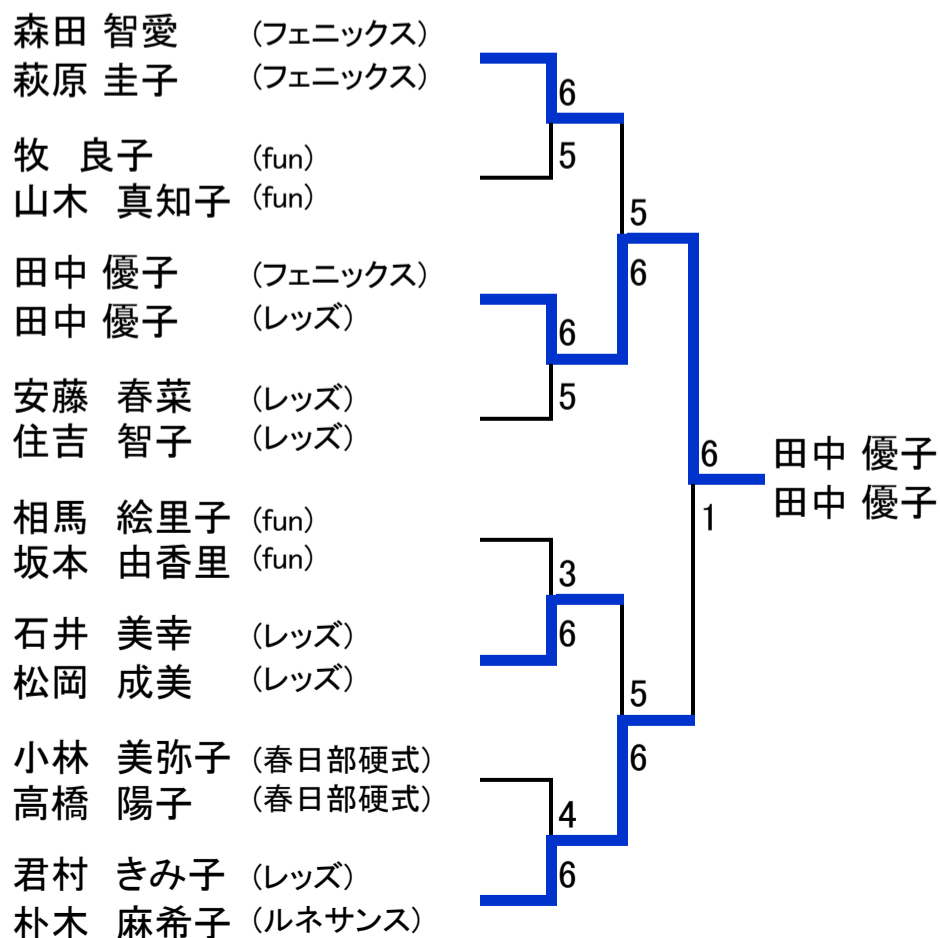 森田 智愛 (フェニックス)
萩原 圭子 (フェニックス)
6
牧 良子 (fun)
5
山木 真知子 (fun)
5
田中 優子 (フェニックス)
6
田中 優子 (レッズ)
6
安藤 春菜 (レッズ)
5
住吉 智子 (レッズ)
6 田中 優子
田中 優子
1
相馬 絵里子 (fun)
坂本 由香里 (fun)
3
石井 美幸 (レッズ)
6
松岡 成美 (レッズ)
5
小林 美弥子 (春日部硬式)
6
高橋 陽子 (春日部硬式)
4
君村 きみ子 (レッズ)
6
朴木 麻希子 (ルネサンス)